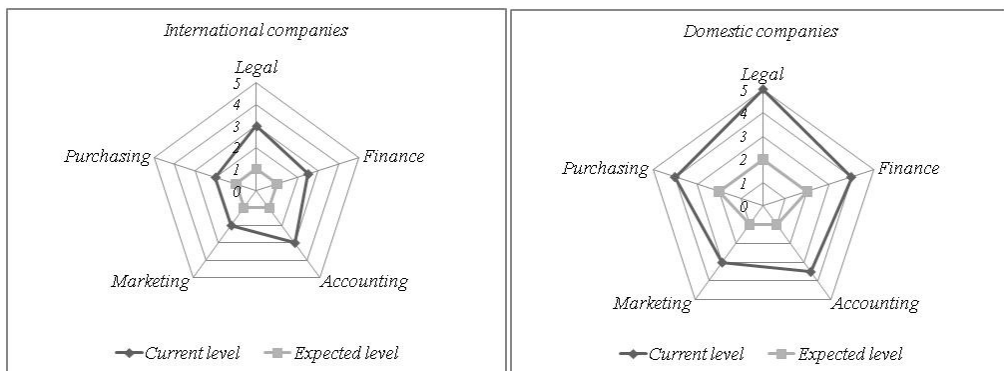 International companies
Legal
5
4
3
2
1
0
Purchasing
Finance
Marketing
Accounting
Current level
Expected level
Domestic companies
Legal
5
4
3
2
1
0
Purchasing
Finance
Marketing
Accounting
Current level
Expected level